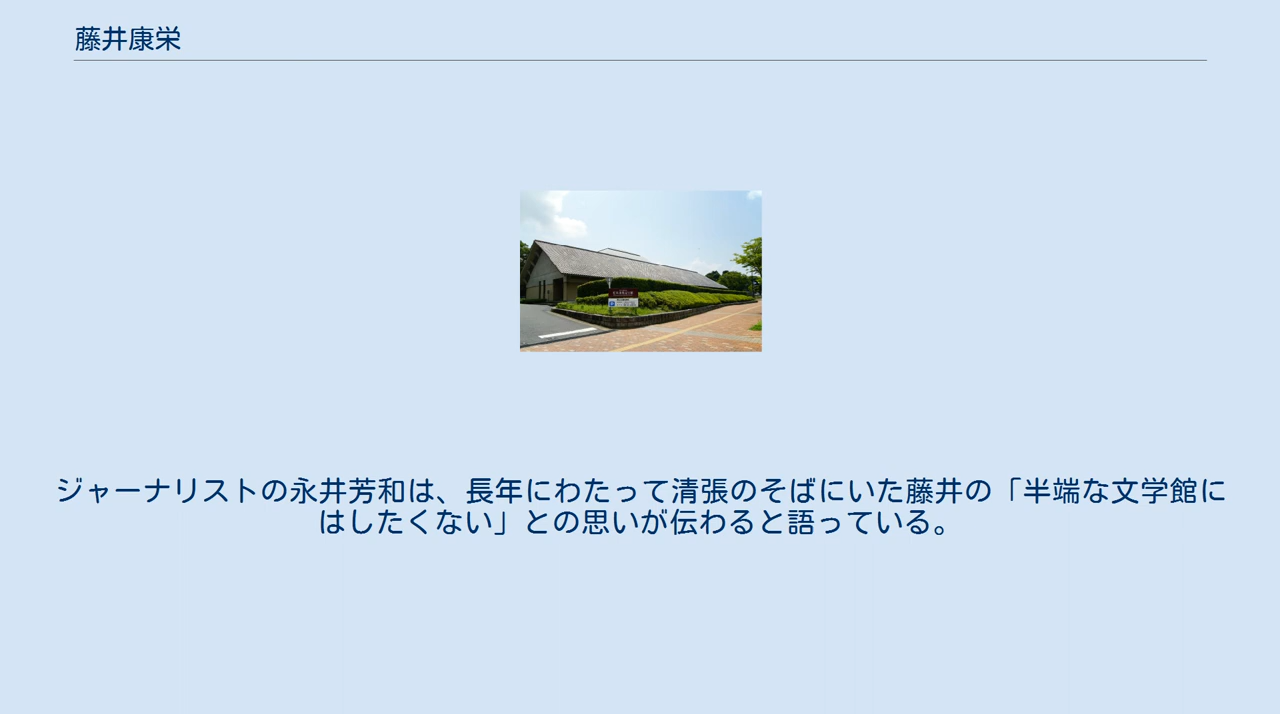 藤井康栄
ジャーナリストの永井芳和は、長年にわたって清張のそばにいた藤井の「半端な文学館に
はしたくない」との思いが伝わると語っている。